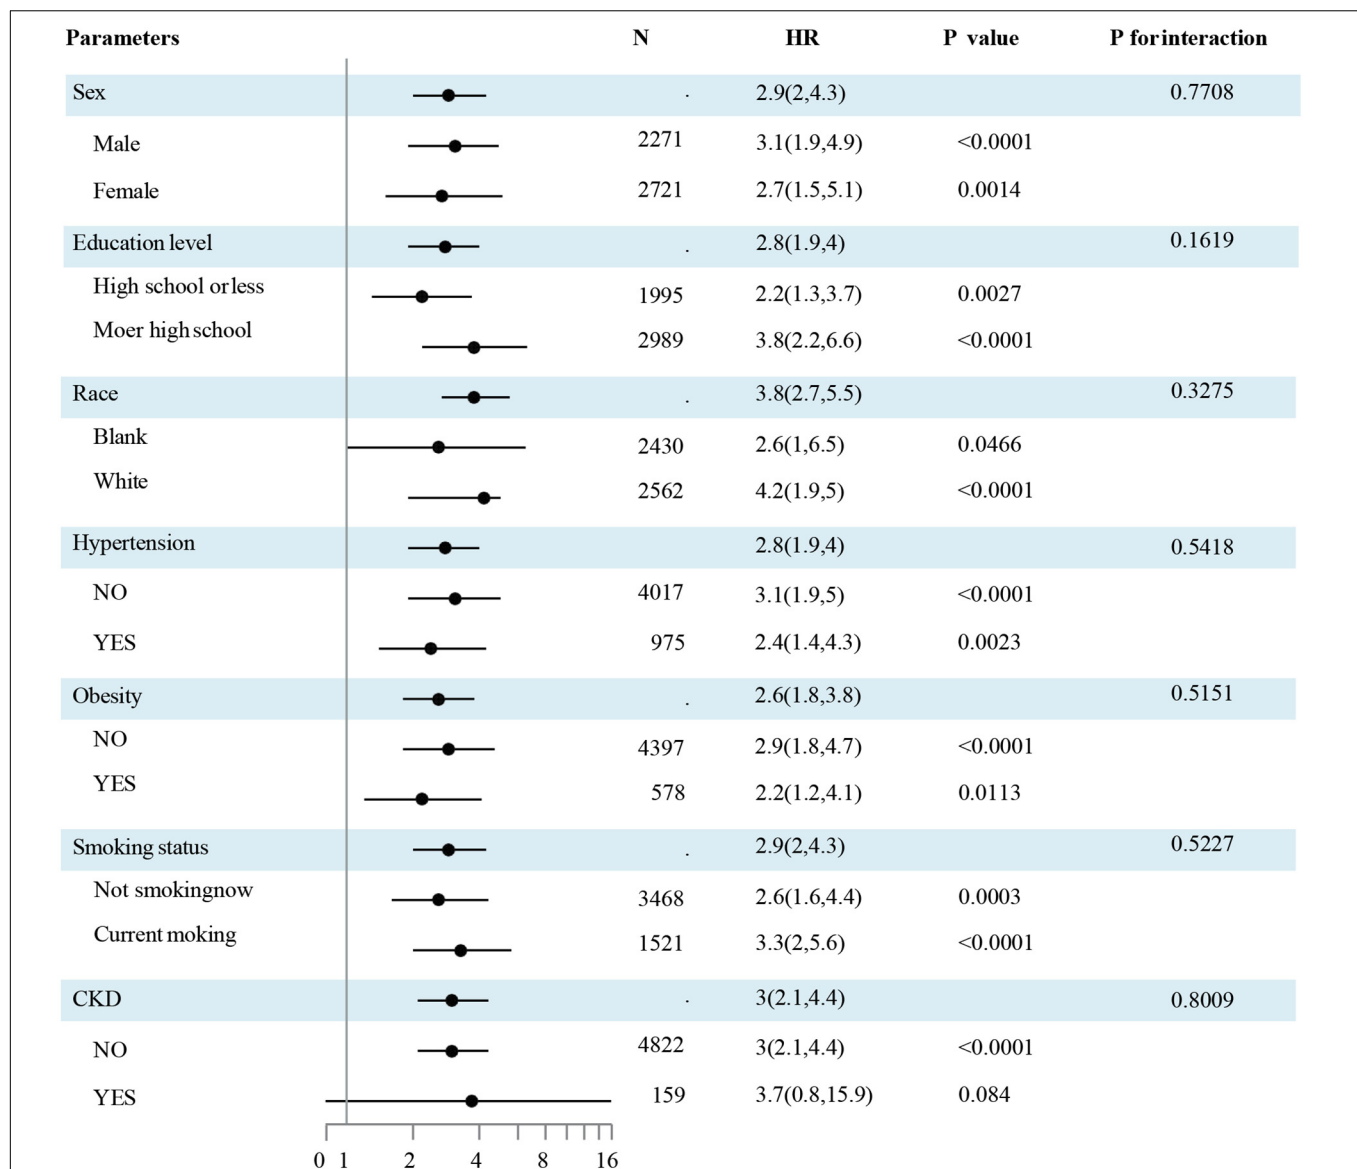 Parameters N HR P value P forinteraction
Sex . 2.9(2,4.3) 0.7708
Male 2271 3.1(1.9,4.9) <0.0001
Female 2721 2.7(1.5,5.1) 0.0014
Education level . 2.8(1.9,4) 0.1619
High school orless 1995 2.2(1.3,3.7) 0.0027
Moer high school 2989 3.8(2.2,6.6) <0.0001
Race . 3.8(2.7,5.5) 0.3275
Blank 2430 2.6(1,6.5) 0.0466
White 2562 4.2(1.9,5) <0.0001
Hypertension 2.8(1.9,4) 0.5418
NO 4017 3.1(1.9,5) <0.0001
YES 975 2.4(1.4,4.3) 0.0023
Obesity . 2.6(1.8,3.8) 0.5151
NO 4397 2.9(1.8,4.7) <0.0001
YES 578 2.2(1.2,4.1) 0.0113
Smoking status . 2.9(2,4.3) 0.5227
Not smokingnow 3468 2.6(1.6,4.4) 0.0003
Current moking 1521 3.3(2,5.6) <0.0001
CKD . 3(2.1,4.4) 0.8009
NO 4822 3(2.1,4.4) <0.0001
YES 159 3.7(0.8,15.9) 0.084
0 1 2 4 8 16